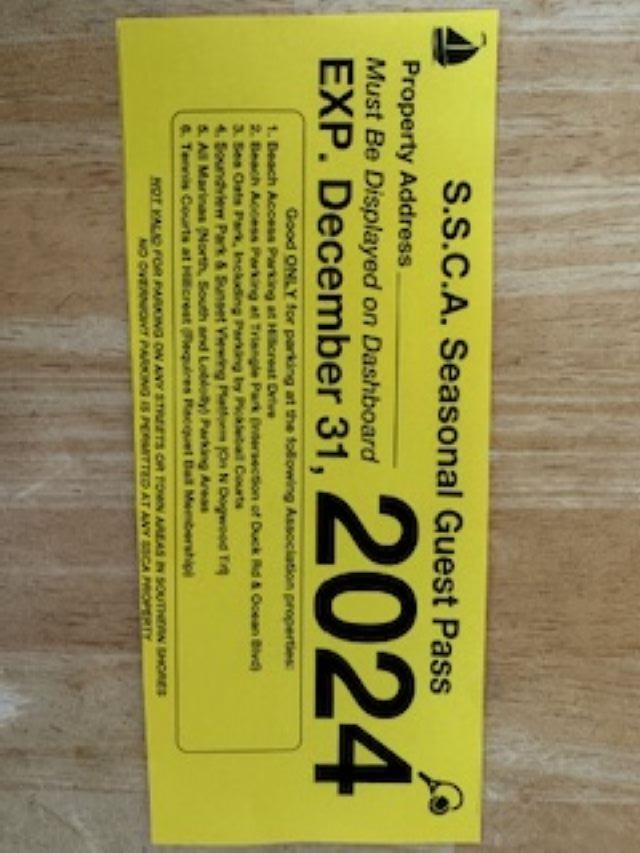 S.S.C.A. Seasonal Guest Pass
Property Address
Must Be Displayed on Dashboard
EXP. December 31, 2024
Good ONLY for parking at the following Association properties:
1. Beach Access Parking at Hillcrest Drive
2. Beach Access Parking at Triangle Park (Intersection of Duck Rd & Ocean Blvd)
3. Sea Oats Park, Including Parking by Pickleball Courts
4. Soundview Park & Sunset Viewing Platform (On N Dogwood Trl)
5. All Marinas (North, South and Loblolly) Parking Areas
6. Tennis Courts at Hillcrest (Requires Racquet Ball Membership)
NOT VALID FOR PARKING ON ANY STREETS OR TOWN AREAS IN SOUTHERN SHORES
NO OVERNIGHT PARKING IS PERMITTED AT ANY SSCA PROPERTY